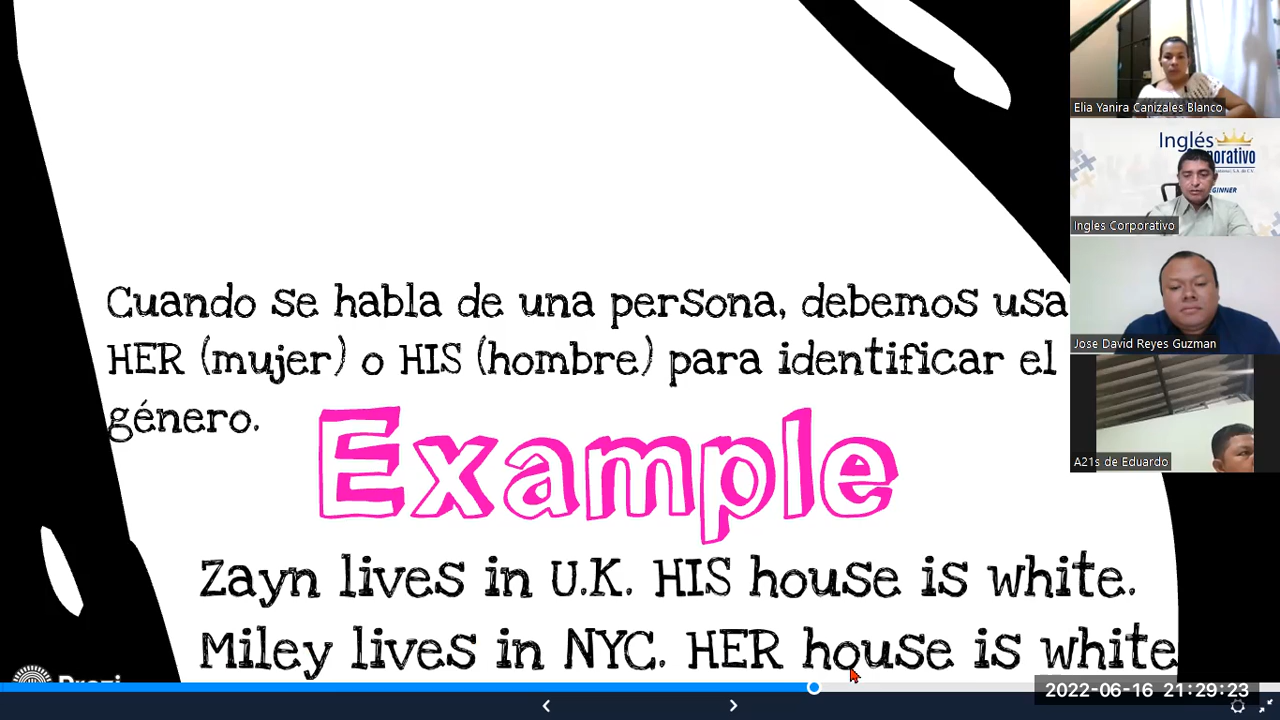 Cuando se habla de una persona, debemos usa
HER (mujer) o HIS (hombre) para identificar el
género.
Example
Zayn lives in U.K. HIS house is white.
Miley lives in NYC. HER house is white
Prezi
Elia Yanira Canizales Blanco
Inglés
Ingles Corporativo
Jose David Reyes Guzman
A21s de Eduardo
2022-06-16 21:29:23